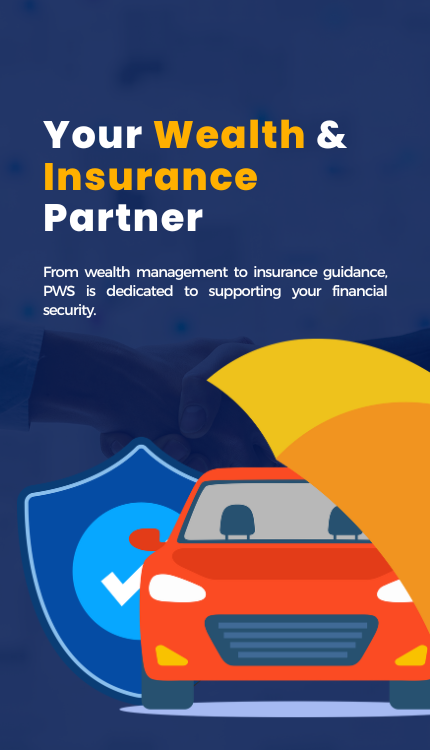 Your Wealth &
Insurance
Partner
From wealth management to insurance guidance,
PWS is dedicated to supporting your financial
security.